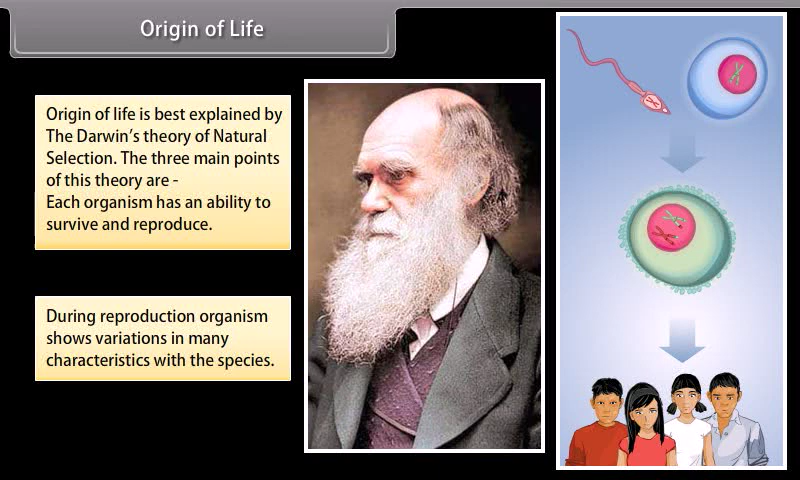 Origin of Life
Origin of life is best explained by
The Darwin's theory of Natural
Selection. The three main points
of this theory are -
Each organism has an ability to
survive and reproduce.
During reproduction organism
shows variations in many
characteristics with the species.